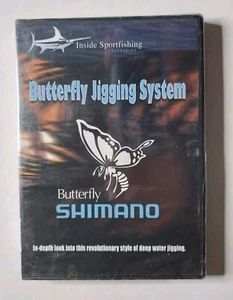 Inside Sportfishing
Butterfly Jigging System
Butterfly
SHIMANO
In-depth look into this revolutionary style of deep water jigging.